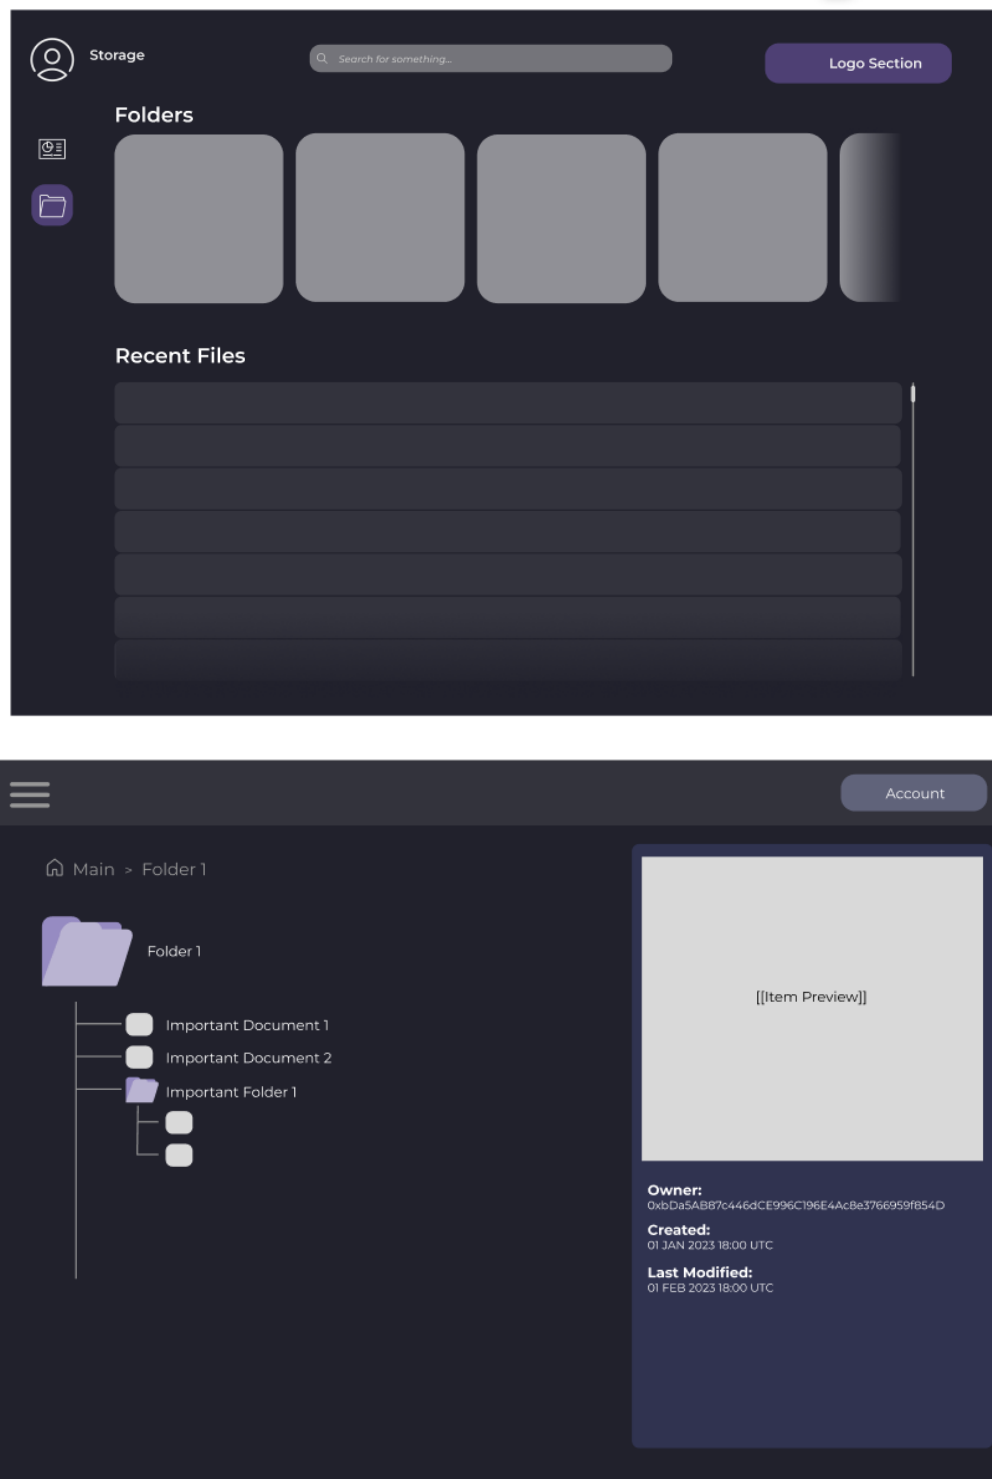 Storage
Search for something...
Logo Section
Folders
Recent Files
Account
Main > Folder 1
Folder 1
Important Document 1
Important Document 2
Important Folder 1
[[Item Preview]]
Owner:
0xbDa5AB87c446dCE996C196E4Ac8e3766959f854D
Created:
01 JAN 2023 18:00 UTC
Last Modified:
01 FEB 2023 18:00 UTC